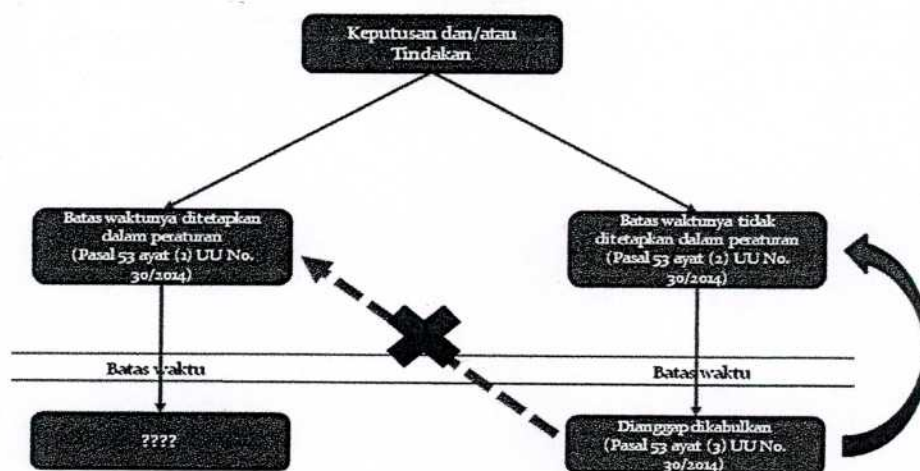 Keputusan dan/atau
Tindakan
Batas waktunya ditetapkan
dalam peraturan
(Pasal 53 ayat (1) UU No.
30/2014)
Batas waktunya tidak
ditetapkan dalam peraturan
(Pasal 53 ayat (2) UU No.
30/2014)
Batas waktu
Batas waktu
????
Dianggap dikabulkan
(Pasal 53 ayat (3) UU No.
30/2014)